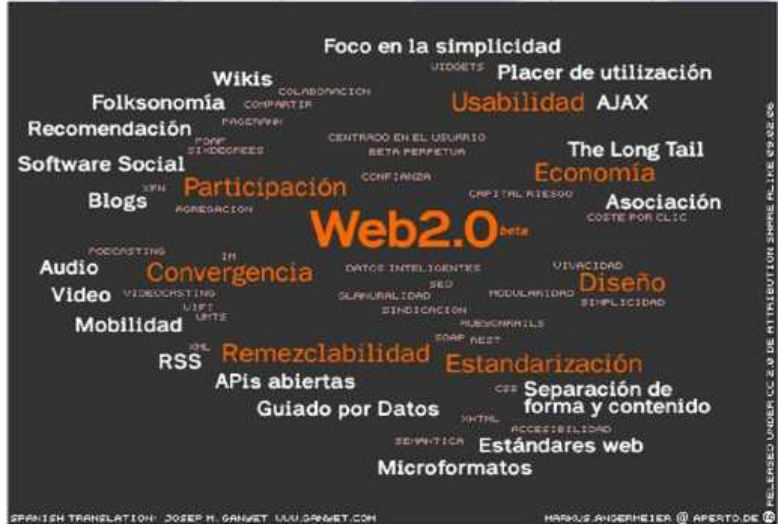 Foco en la simplicidad
WIDGETS
Placer de utilización
Wikis
COLABORACION
Usabilidad AJAX
Folksonomía
COMPARTIR
PAGERANK
Recomendación
CENTRADO EN EL USUARIO
FOAF
SIXDEGREES
BETA PERPETUA
The Long Tail
Software Social
Economía
CONFIANZA
XFN
Participación
CAPITAL RIESGO
Blogs
Asociación
AGREGACION
COSTE POR CLIC
Web2.0 beta
PODCASTING
IM
Audio
Convergencia
DATOS INTELIGENTES
VIVACIDAD
Diseño
SEO
Video
VIDEOCASTING
GLANURALIDAD
MODULARIDAD
SIMPLICIDAD
WIFI
SINDICACION
UMTS
Mobilidad
RUBYONRAILS
SOAP
REST
XML
Remezclabilidad
RSS
Estandarización
APis abiertas
CSS
Separación de
forma y contenido
Guiado por Datos
XHTML
ACCESIBILIDAD
SEMANTICA
Estándares web
Microformatos
SPANISH TRANSLATION: JOSEP M. GANYET WWW.GANYET.COM
MARKUS.ANGERMEIER @ APERTO.DE
RELEASED UNDER CC 2.0 DE ATTRIBUTION SHARE ALIKE 09.02.06